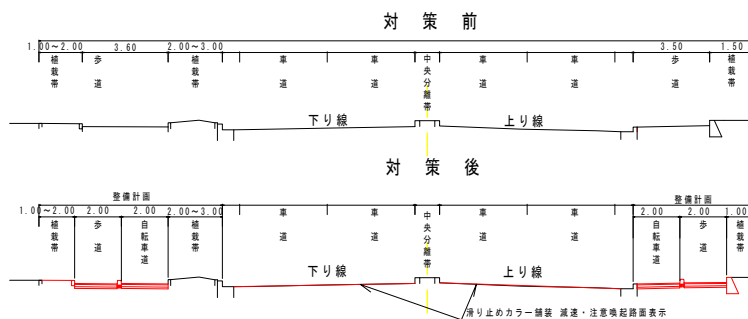 対 策 前
1.00～2.00 3.60 2.00～3.00 3.50 1.50
植栽帯 歩道 植栽帯 車道 車道 中央分離帯 車道 車道 歩道 植栽帯
下り線 上り線
対 策 後
整備計画 整備計画
1.00～2.00 2.00 2.00 2.00～3.00 2.00 2.00 1.00
植栽帯 歩道 自転車道 植栽帯 車道 車道 中央分離帯 車道 車道 自転車道 歩道 植栽帯
下り線 上り線
滑り止めカラー舗装 減速・注意喚起路面表示